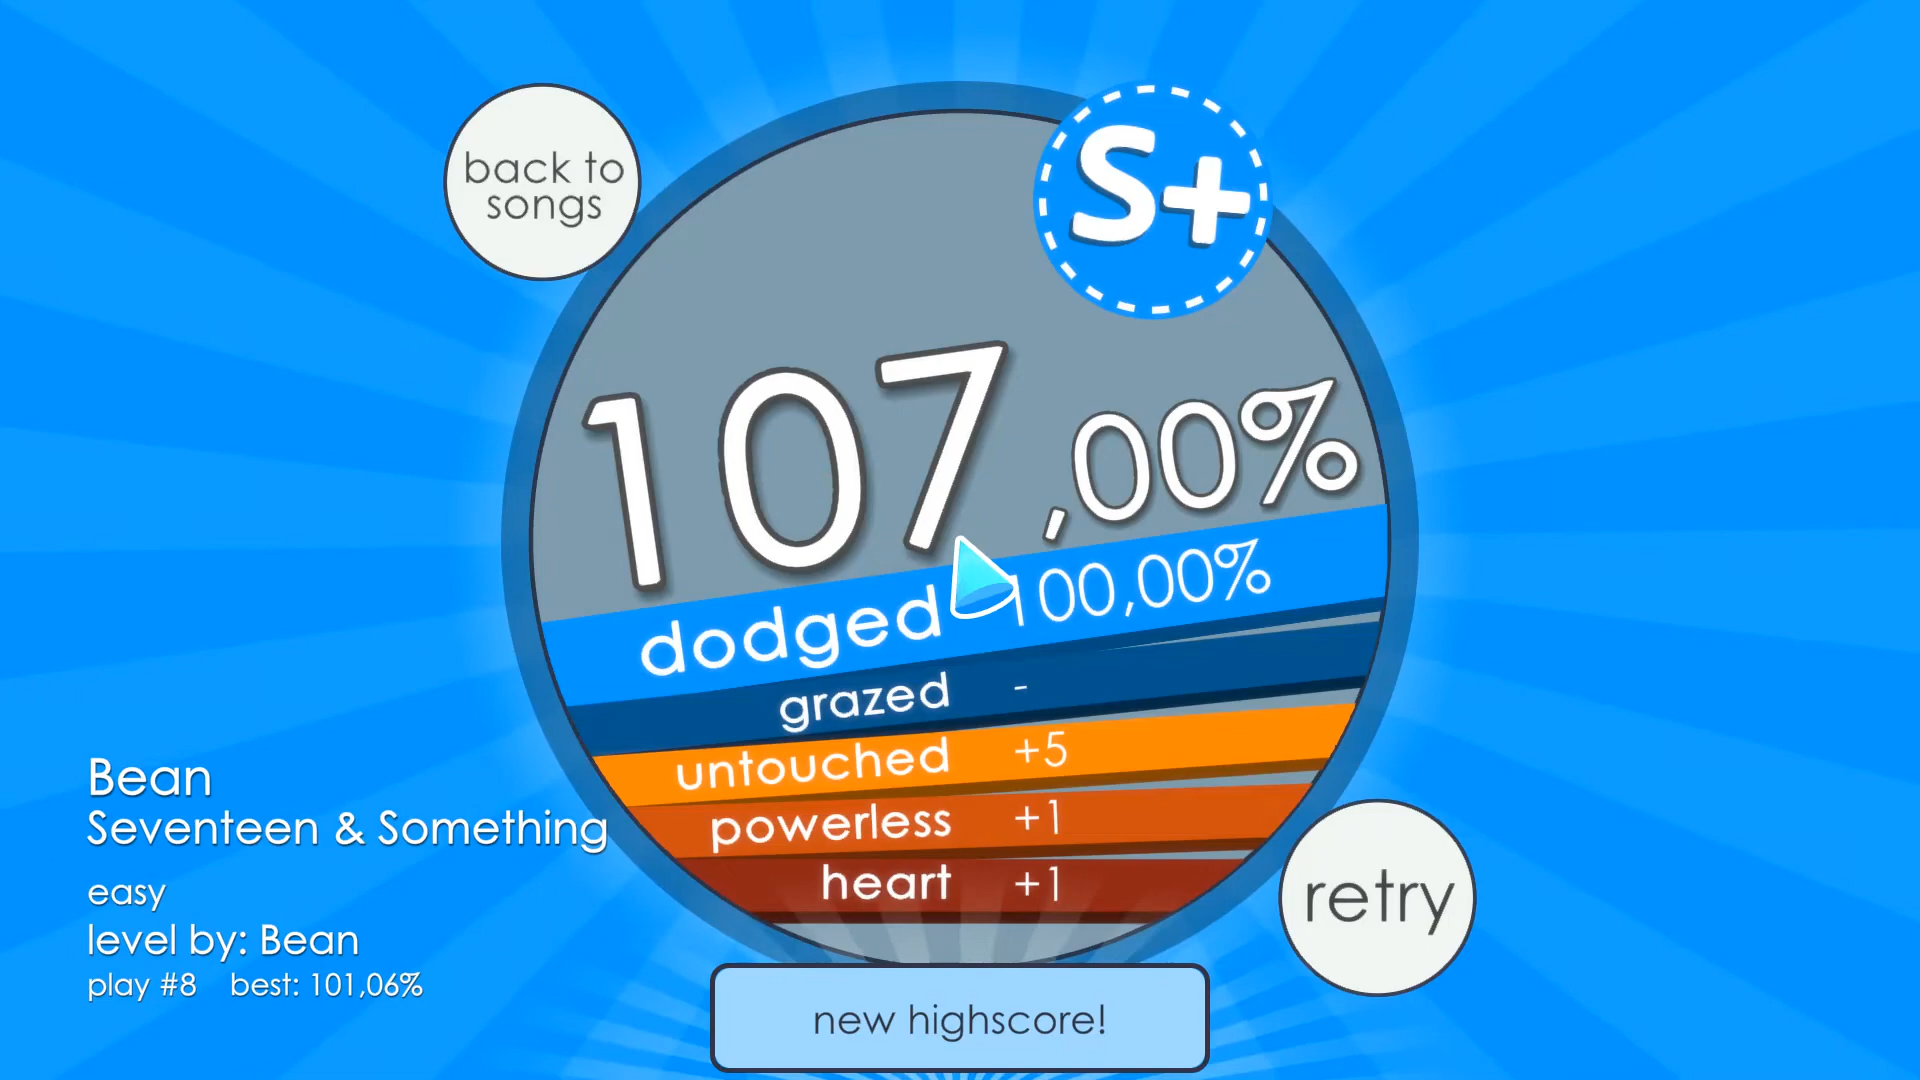 back to
songs
S+
107,00%
dodged 100,00%
grazed -
untouched +5
powerless +1
heart +1
Bean
Seventeen & Something
easy
level by: Bean
play #8 best: 101,06%
retry
new highscore!